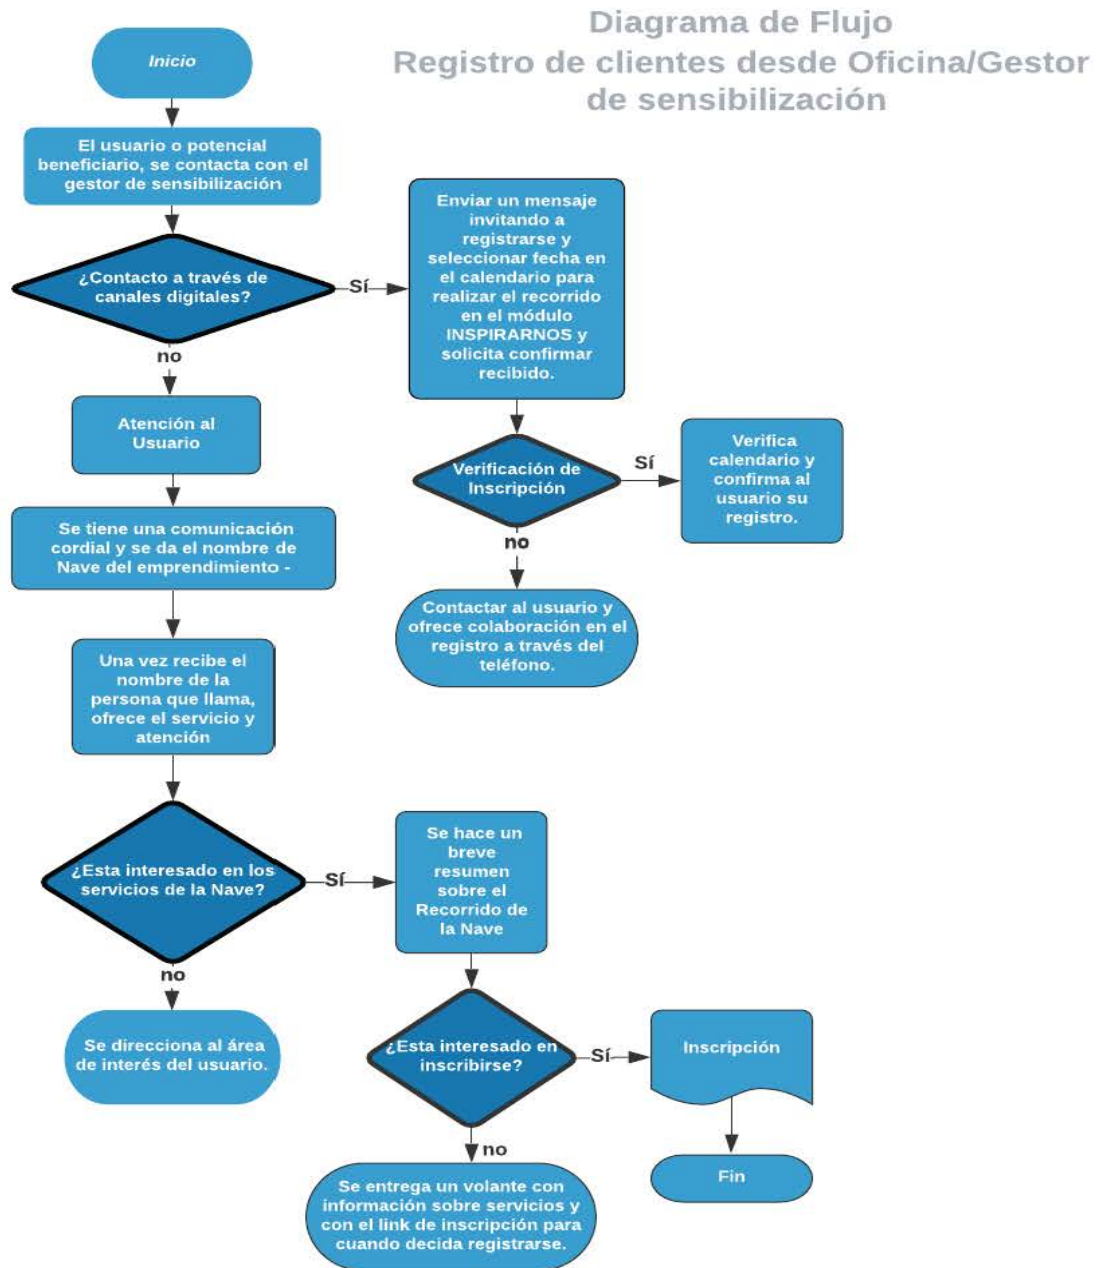 Diagrama de Flujo
Registro de clientes desde Oficina/Gestor
de sensibilización
Inicio
El usuario o potencial
beneficiario, se contacta con el
gestor de sensibilización
¿Contacto a través de
canales digitales?
Sí
no
Enviar un mensaje
invitando a
registrarse y
seleccionar fecha en
el calendario para
realizar el recorrido
en el módulo
INSPIRARNOS y
solicita confirmar
recibido.
Verificación de
Inscripción
Sí
no
Verifica
calendario y
confirma al
usuario su
registro.
Contactar al usuario y
ofrece colaboración en el
registro a través del
teléfono.
Atención al
Usuario
Se tiene una comunicación
cordial y se da el nombre de
Nave del emprendimiento -
Una vez recibe el
nombre de la
persona que llama,
ofrece el servicio y
atención
¿Esta interesado en los
servicios de la Nave?
Sí
no
Se direcciona al área
de interés del usuario.
Se hace un
breve
resumen
sobre el
Recorrido de
la Nave
¿Esta interesado en
inscribirse?
Sí
no
Inscripción
Fin
Se entrega un volante con
información sobre servicios y
con el link de inscripción para
cuando decida registrarse.